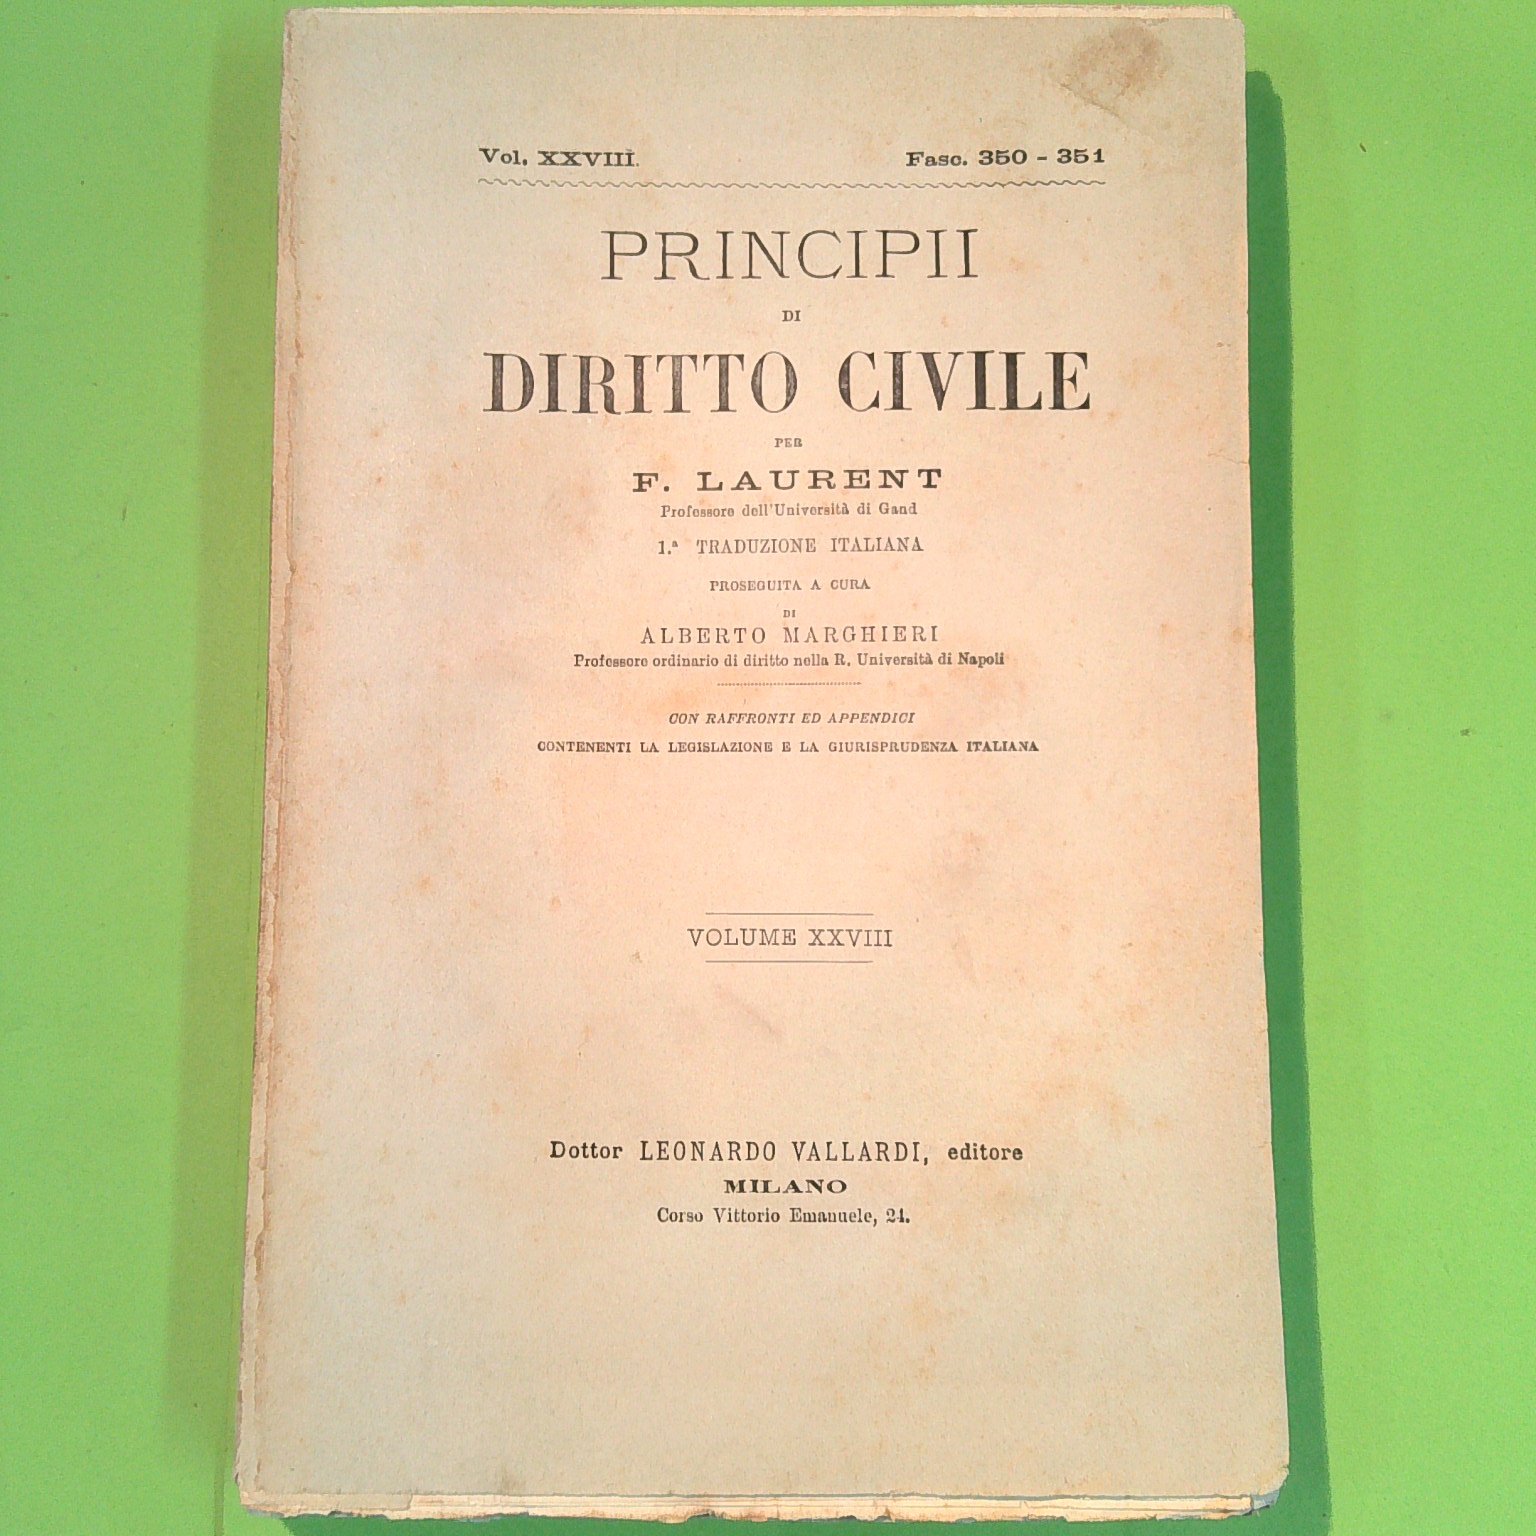 Vol. XXVIII. Fasc. 350 - 351
PRINCIPII
DI
DIRITTO CIVILE
PER
F. LAURENT
Professore dell'Università di Gand
1.ª TRADUZIONE ITALIANA
PROSEGUITA A CURA
DI
ALBERTO MARGHIERI
Professore ordinario di diritto nella R. Università di Napoli
CON RAFFRONTI ED APPENDICI
CONTENENTI LA LEGISLAZIONE E LA GIURISPRUDENZA ITALIANA
VOLUME XXVIII
Dottor LEONARDO VALLARDI, editore
MILANO
Corso Vittorio Emanuele, 24.